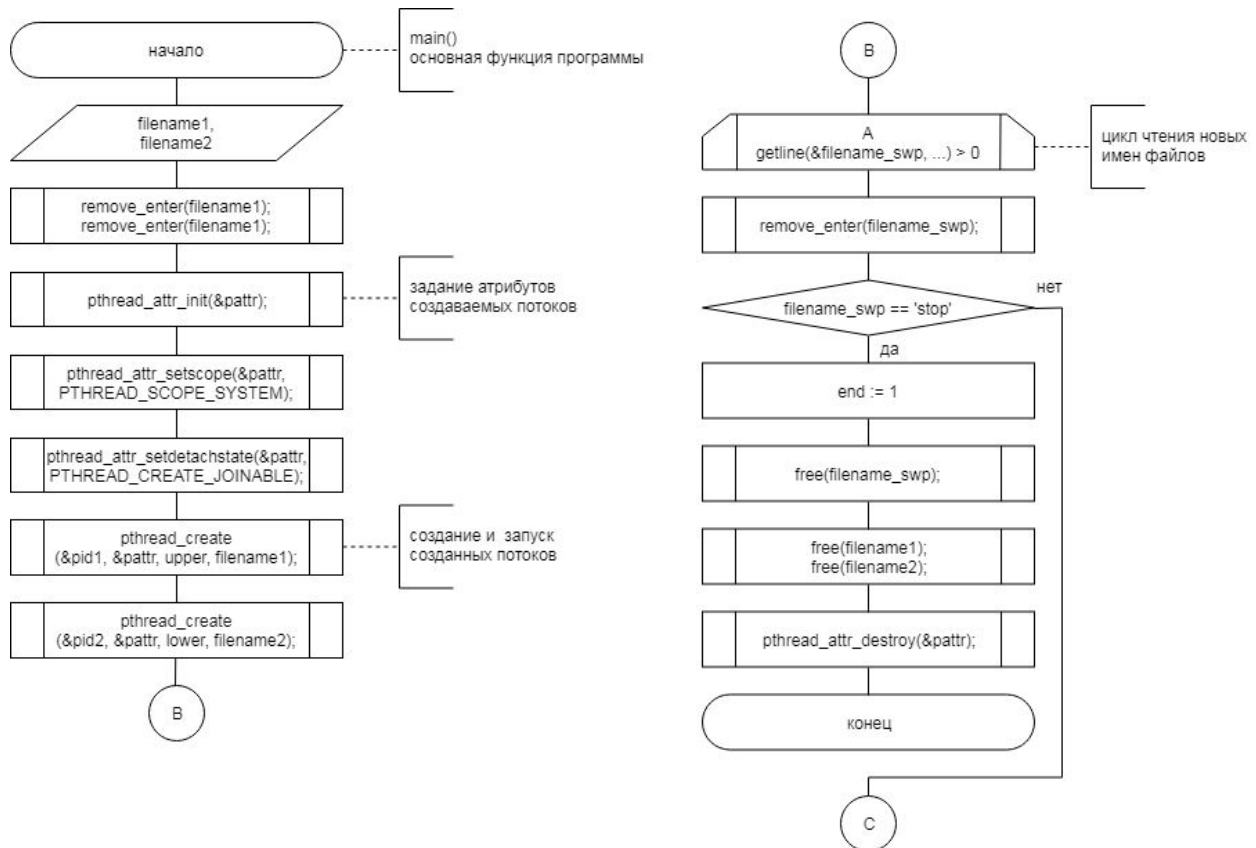 начало
main()
основная функция программы
filename1,
filename2
remove_enter(filename1);
remove_enter(filename1);
pthread_attr_init(&pattr);
задание атрибутов
создаваемых потоков
pthread_attr_setscope(&pattr,
PTHREAD_SCOPE_SYSTEM);
pthread_attr_setdetachstate(&pattr,
PTHREAD_CREATE_JOINABLE);
pthread_create
(&pid1, &pattr, upper, filename1);
создание и запуск
созданных потоков
pthread_create
(&pid2, &pattr, lower, filename2);
B
B
A
getline(&filename_swp, ...) > 0
цикл чтения новых
имен файлов
remove_enter(filename_swp);
filename_swp == 'stop'
нет
да
end := 1
free(filename_swp);
free(filename1);
free(filename2);
pthread_attr_destroy(&pattr);
конец
C